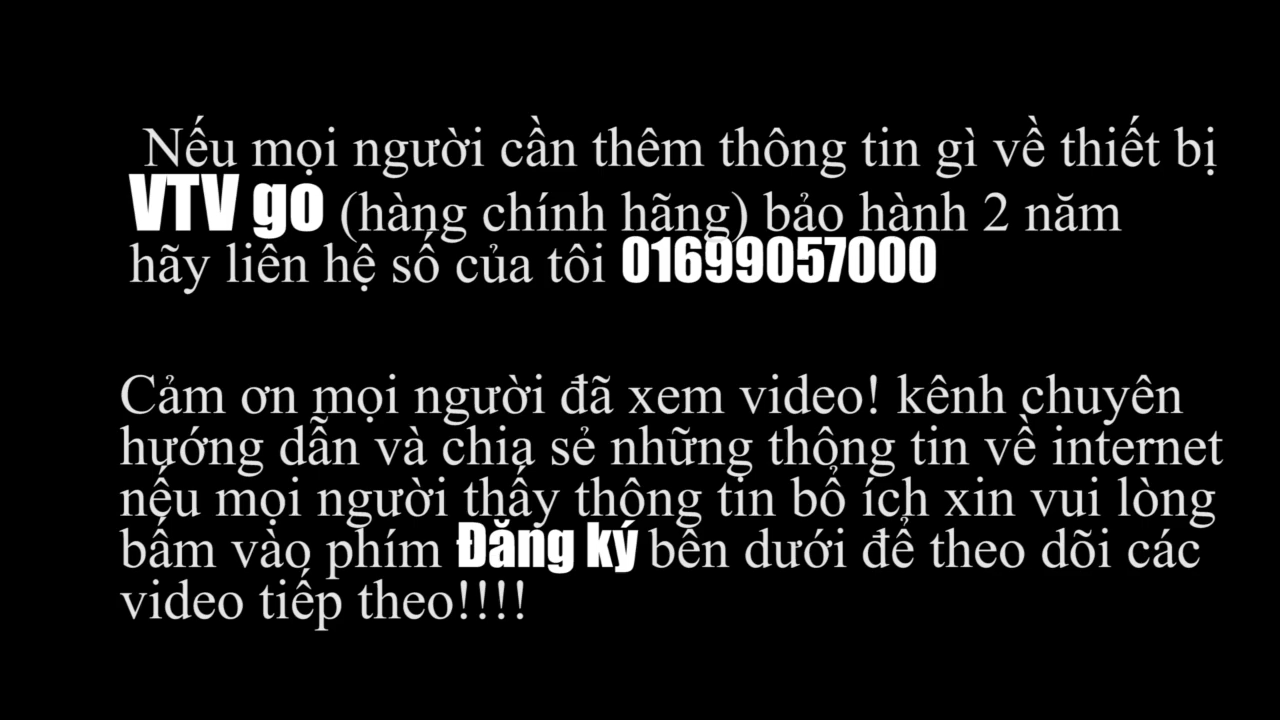 Nếu mọi người cần thêm thông tin gì về thiết bị
VTV go (hàng chính hãng) bảo hành 2 năm
hãy liên hệ số của tôi 01699057000
Cảm ơn mọi người đã xem video! kênh chuyên
hướng dẫn và chia sẻ những thông tin về internet
nếu mọi người thấy thông tin bổ ích xin vui lòng
bấm vào phím Đăng ký bên dưới để theo dõi các
video tiếp theo!!!!